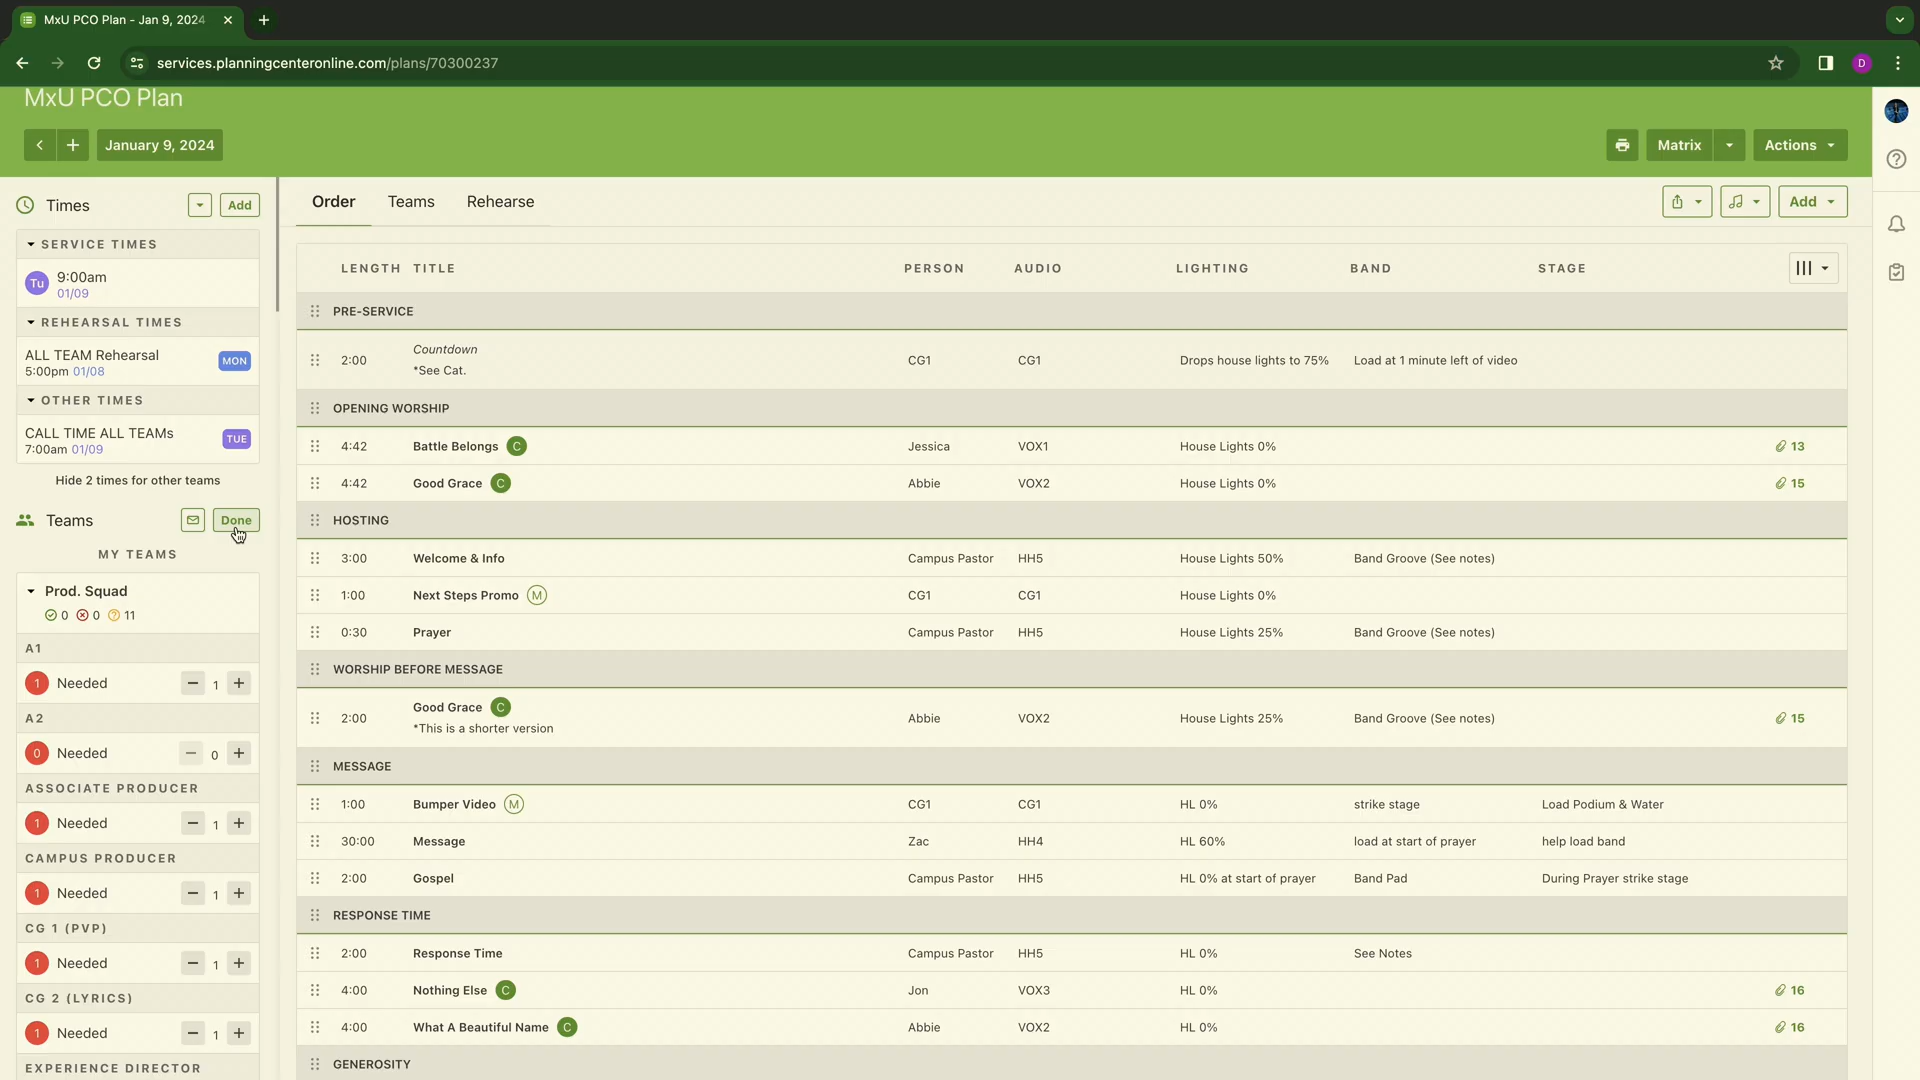 MxU PCO Plan - Jan 9, 2024
services.planningcenteronline.com/plans/70300237
D
MxU PCO Plan
January 9, 2024
Matrix
Actions
Times
Add
SERVICE TIMES
Tu
9:00am
01/09
REHEARSAL TIMES
ALL TEAM Rehearsal
5:00pm 01/08
MON
OTHER TIMES
CALL TIME ALL TEAMs
7:00am 01/09
TUE
Hide 2 times for other teams
Teams
Done
MY TEAMS
Prod. Squad
0 0 11
A1
1 Needed 1
A2
0 Needed 0
ASSOCIATE PRODUCER
1 Needed 1
CAMPUS PRODUCER
1 Needed 1
CG 1 (PVP)
1 Needed 1
CG 2 (LYRICS)
1 Needed 1
EXPERIENCE DIRECTOR
Order Teams Rehearse
Add
LENGTH TITLE PERSON AUDIO LIGHTING BAND STAGE
PRE-SERVICE
2:00 Countdown CG1 CG1 Drops house lights to 75% Load at 1 minute left of video
*See Cat.
OPENING WORSHIP
4:42 Battle Belongs C Jessica VOX1 House Lights 0% 13
4:42 Good Grace C Abbie VOX2 House Lights 0% 15
HOSTING
3:00 Welcome & Info Campus Pastor HH5 House Lights 50% Band Groove (See notes)
1:00 Next Steps Promo M CG1 CG1 House Lights 0%
0:30 Prayer Campus Pastor HH5 House Lights 25% Band Groove (See notes)
WORSHIP BEFORE MESSAGE
2:00 Good Grace C Abbie VOX2 House Lights 25% Band Groove (See notes) 15
*This is a shorter version
MESSAGE
1:00 Bumper Video M CG1 CG1 HL 0% strike stage Load Podium & Water
30:00 Message Zac HH4 HL 60% load at start of prayer help load band
2:00 Gospel Campus Pastor HH5 HL 0% at start of prayer Band Pad During Prayer strike stage
RESPONSE TIME
2:00 Response Time Campus Pastor HH5 HL 0% See Notes
4:00 Nothing Else C Jon VOX3 HL 0% 16
4:00 What A Beautiful Name C Abbie VOX2 HL 0% 16
GENEROSITY